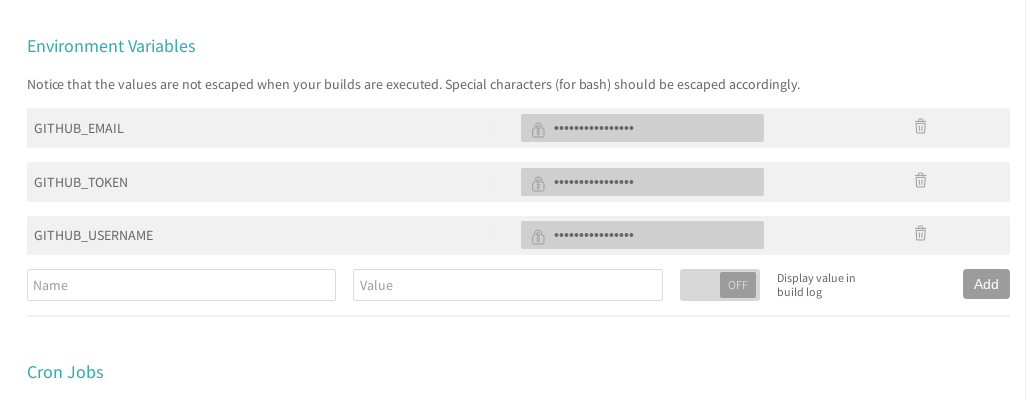 Environment Variables
Notice that the values are not escaped when your builds are executed. Special characters (for bash) should be escaped accordingly.
GITHUB_EMAIL ••••••••••••••••
GITHUB_TOKEN ••••••••••••••••
GITHUB_USERNAME ••••••••••••••••
Name Value OFF Display value in
build log Add
Cron Jobs